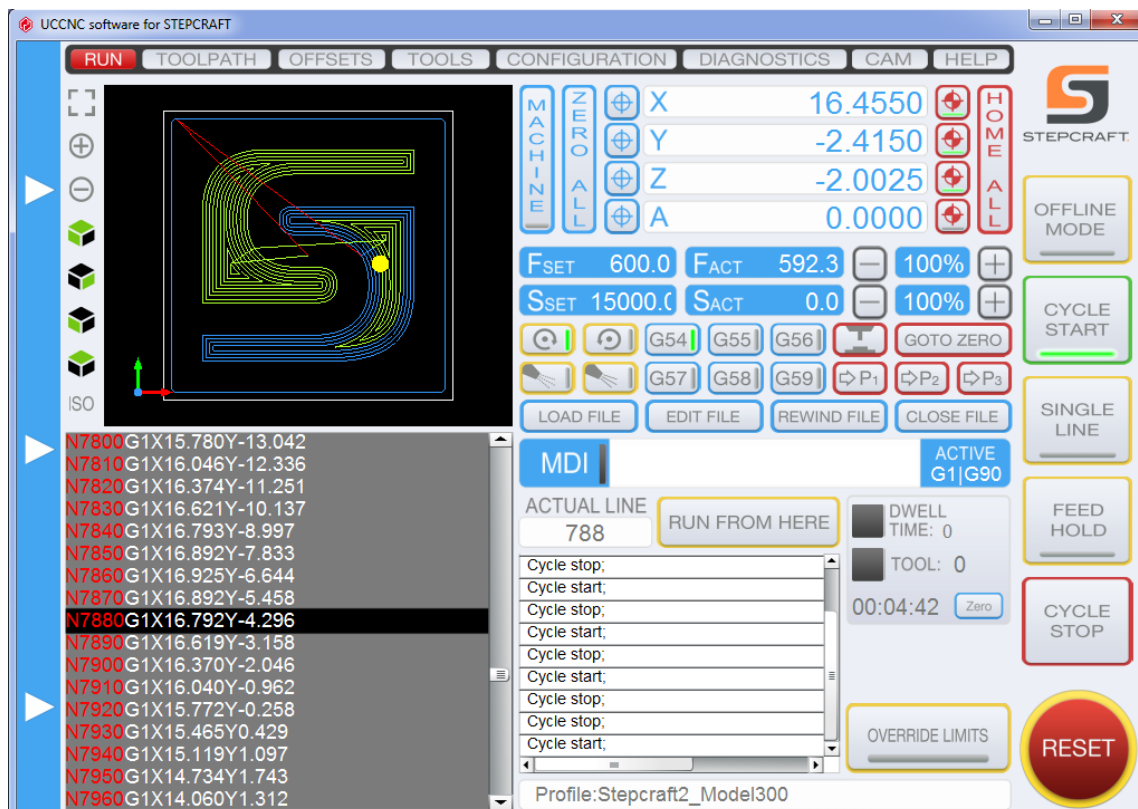 UCCNC software for STEPCRAFT
RUN TOOLPATH OFFSETS TOOLS CONFIGURATION DIAGNOSTICS CAM HELP
STEPCRAFT
MACHINE
ZERO ALL
X 16.4550
Y -2.4150
Z -2.0025
A 0.0000
HOME ALL
ISO
FSET 600.0 FACT 592.3 100%
SSET 15000.0 SACT 0.0 100%
G54 G55 G56 GOTO ZERO
G57 G58 G59 P1 P2 P3
LOAD FILE EDIT FILE REWIND FILE CLOSE FILE
MDI ACTIVE
G1|G90
OFFLINE
MODE
CYCLE
START
SINGLE
LINE
FEED
HOLD
CYCLE
STOP
RESET
N7800G1X15.780Y-13.042
N7810G1X16.046Y-12.336
N7820G1X16.374Y-11.251
N7830G1X16.621Y-10.137
N7840G1X16.793Y-8.997
N7850G1X16.892Y-7.833
N7860G1X16.925Y-6.644
N7870G1X16.892Y-5.458
N7880G1X16.792Y-4.296
N7890G1X16.619Y-3.158
N7900G1X16.370Y-2.046
N7910G1X16.040Y-0.962
N7920G1X15.772Y-0.258
N7930G1X15.465Y0.429
N7940G1X15.119Y1.097
N7950G1X14.734Y1.743
N7960G1X14.060Y1.312
ACTUAL LINE
788
RUN FROM HERE
DWELL
TIME: 0
TOOL: 0
00:04:42 Zero
Cycle stop;
Cycle start;
Cycle stop;
Cycle start;
Cycle stop;
Cycle start;
Cycle stop;
Cycle stop;
Cycle start;
OVERRIDE LIMITS
Profile:Stepcraft2_Model300